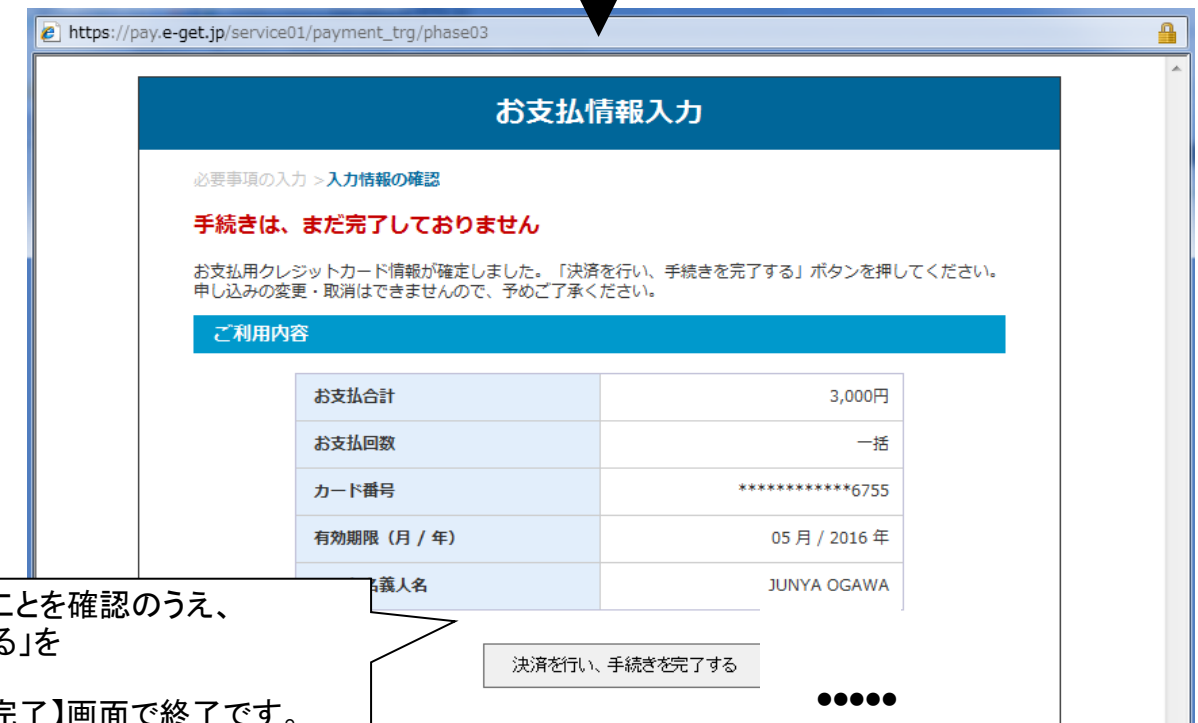 https://pay.e-get.jp/service01/payment_trg/phase03
お支払情報入力
必要事項の入力 >入力情報の確認
手続きは、まだ完了しておりません
お支払用クレジットカード情報が確定しました。「決済を行い、手続きを完了する」ボタンを押してください。
申し込みの変更・取消はできませんので、予めご了承ください。
ご利用内容
お支払合計 3,000円
お支払回数 一括
カード番号 ************6755
有効期限（月 / 年） 05 月 / 2016 年
名義人名 JUNYA OGAWA
ことを確認のうえ、
る」を
完了】画面で終了です。
決済を行い、手続きを完了する
●●●●●